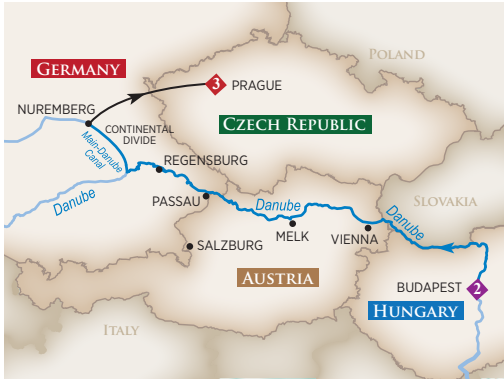 POLAND
GERMANY
3
PRAGUE
NUREMBERG
CONTINENTAL
DIVIDE
CZECH REPUBLIC
Main-Danube
Canal
REGENSBURG
Danube
PASSAU
Danube
SLOVAKIA
Danube
MELK
VIENNA
SALZBURG
AUSTRIA
BUDAPEST
2
HUNGARY
ITALY